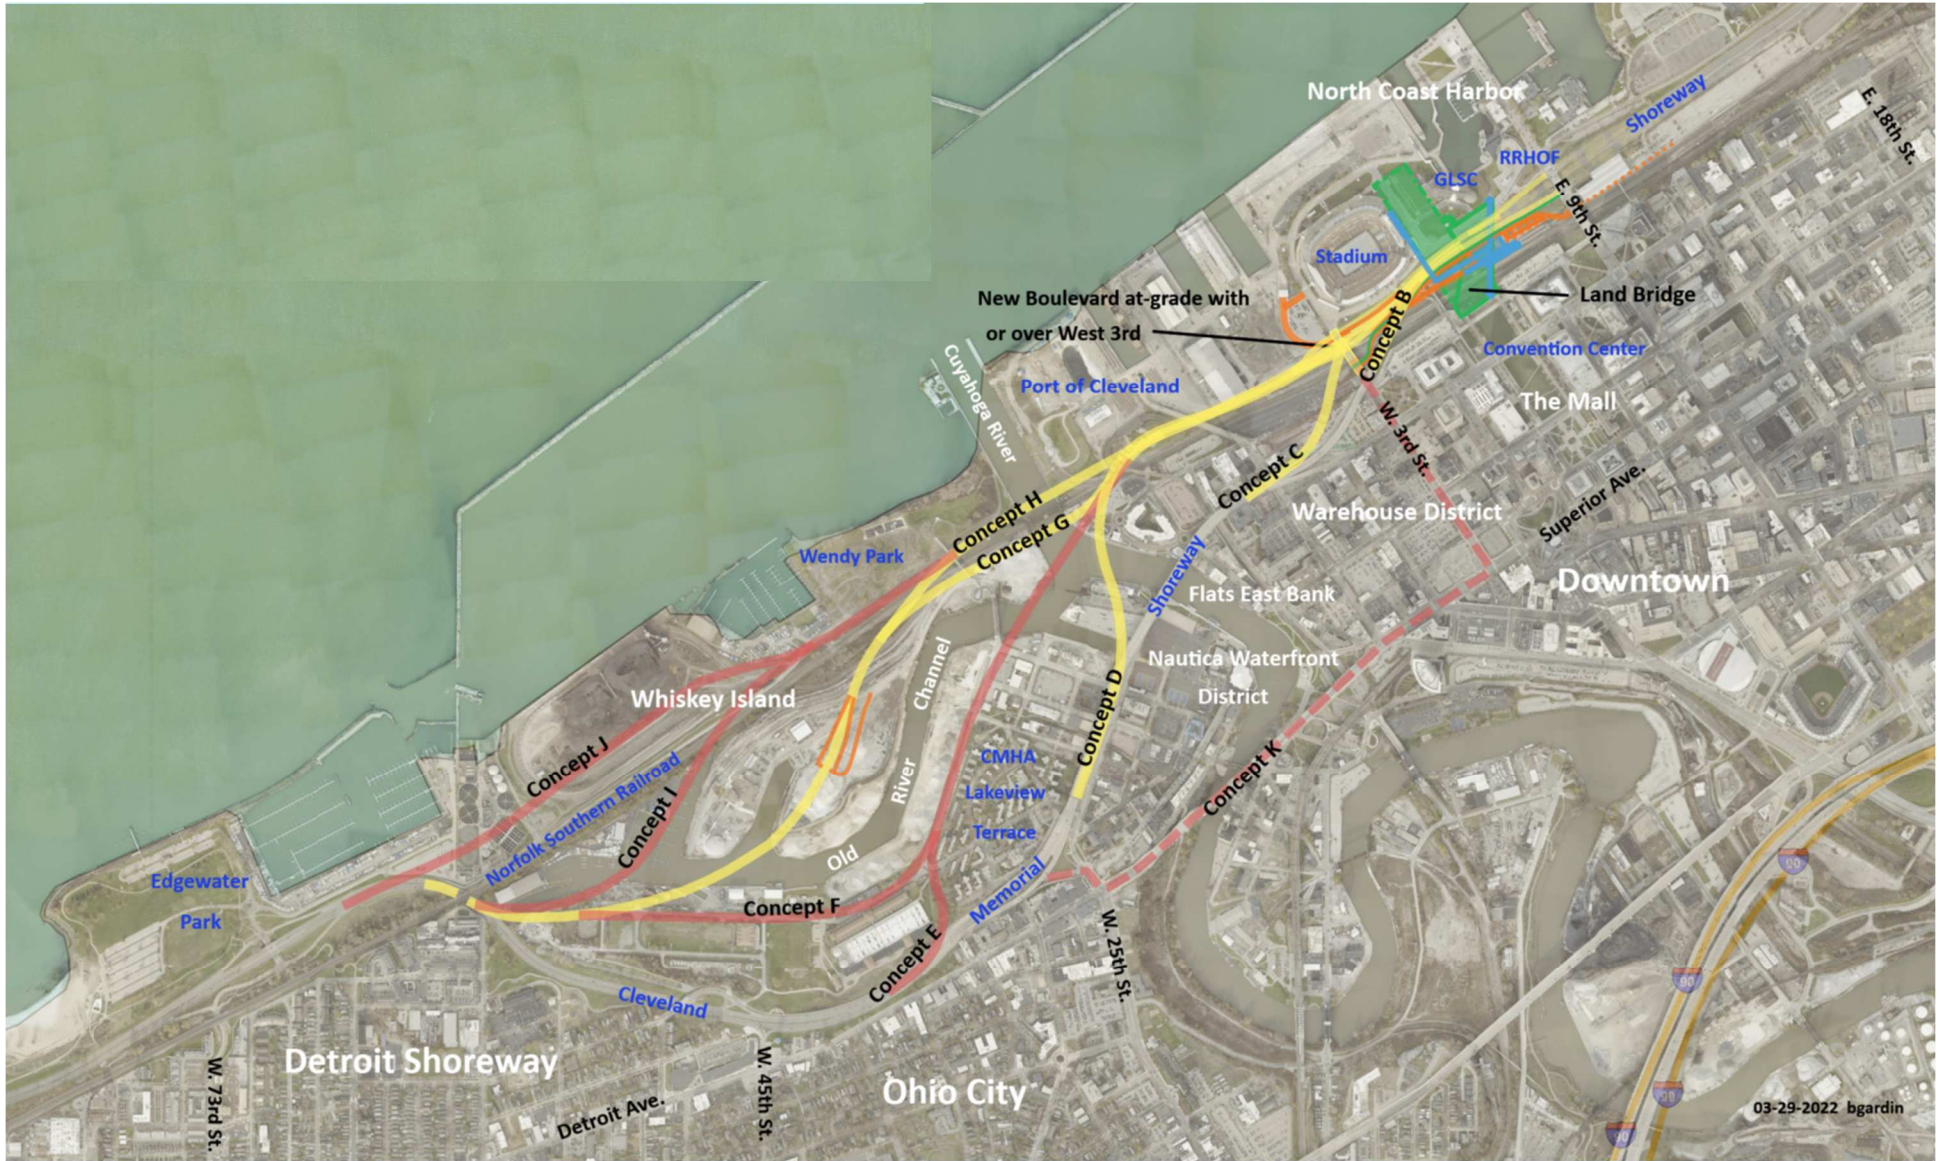 North Coast Harbor
Shoreway
E. 18th St.
RRHOF
GLSC
E. 9th St.
Stadium
New Boulevard at-grade with
or over West 3rd
Concept B
Land Bridge
Convention Center
Cuyahoga River
Port of Cleveland
The Mall
W. 3rd St.
Concept C
Superior Ave.
Warehouse District
Concept H
Concept G
Wendy Park
Shoreway
Flats East Bank
Downtown
Nautica Waterfront
District
Channel
River
Old
Whiskey Island
Concept D
CMHA
Lakeview
Terrace
Concept J
Norfolk Southern Railroad
Concept I
Concept K
90
Edgewater
Park
Memorial
Concept F
Concept E
W. 25th St.
90
Cleveland
Detroit Shoreway
W. 73rd St.
W. 45th St.
Detroit Ave.
Ohio City
90
03-29-2022 bgardin
90